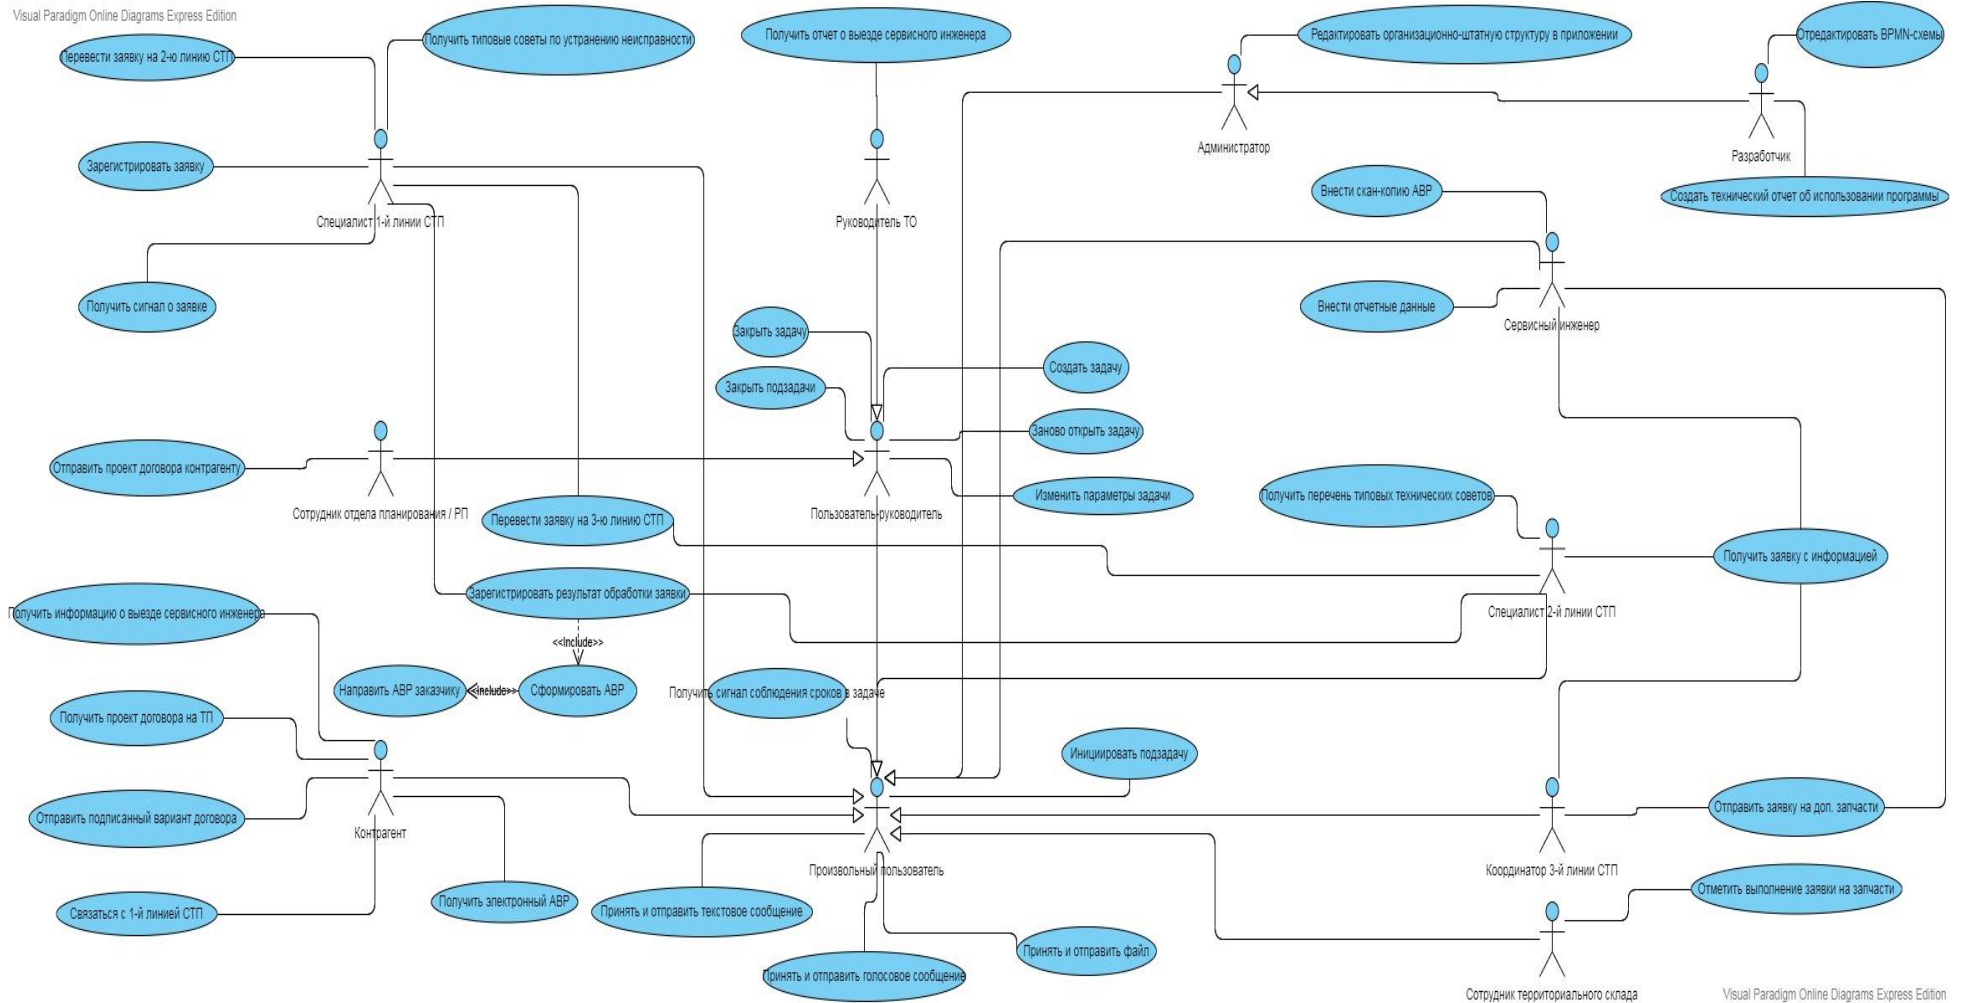 Visual Paradigm Online Diagrams Express Edition
Перевести заявку на 2-ю линию СТП
Получить типовые советы по устранению неисправности
Получить отчет о выезде сервисного инженера
Редактировать организационно-штатную структуру в приложении
Отредактировать BPMN-схемы
Администратор
Разработчик
Зарегистрировать заявку
Специалист 1-й линии СТП
Руководитель ТО
Внести скан-копию АВР
Создать технический отчет об использовании программы
Получить сигнал о заявке
Внести отчетные данные
Сервисный инженер
Закрыть задачу
Закрыть подзадачи
Создать задачу
Заново открыть задачу
Отправить проект договора контрагенту
Сотрудник отдела планирования / РП
Пользователь-руководитель
Изменить параметры задачи
Получить перечень типовых технических советов
Перевести заявку на 3-ю линию СТП
Получить заявку с информацией
Зарегистрировать результат обработки заявки
Специалист 2-й линии СТП
Получить информацию о выезде сервисного инженера
<<Include>>
Направить АВР заказчику
<<Include>>
Сформировать АВР
Получить сигнал соблюдения сроков в задаче
Получить проект договора на ТП
Инициировать подзадачу
Отправить подписанный вариант договора
Контрагент
Отправить заявку на доп. запчасти
Произвольный пользователь
Координатор 3-й линии СТП
Связаться с 1-й линией СТП
Получить электронный АВР
Принять и отправить текстовое сообщение
Отметить выполнение заявки на запчасти
Принять и отправить файл
Принять и отправить голосовое сообщение
Сотрудник территориального склада
Visual Paradigm Online Diagrams Express Edition